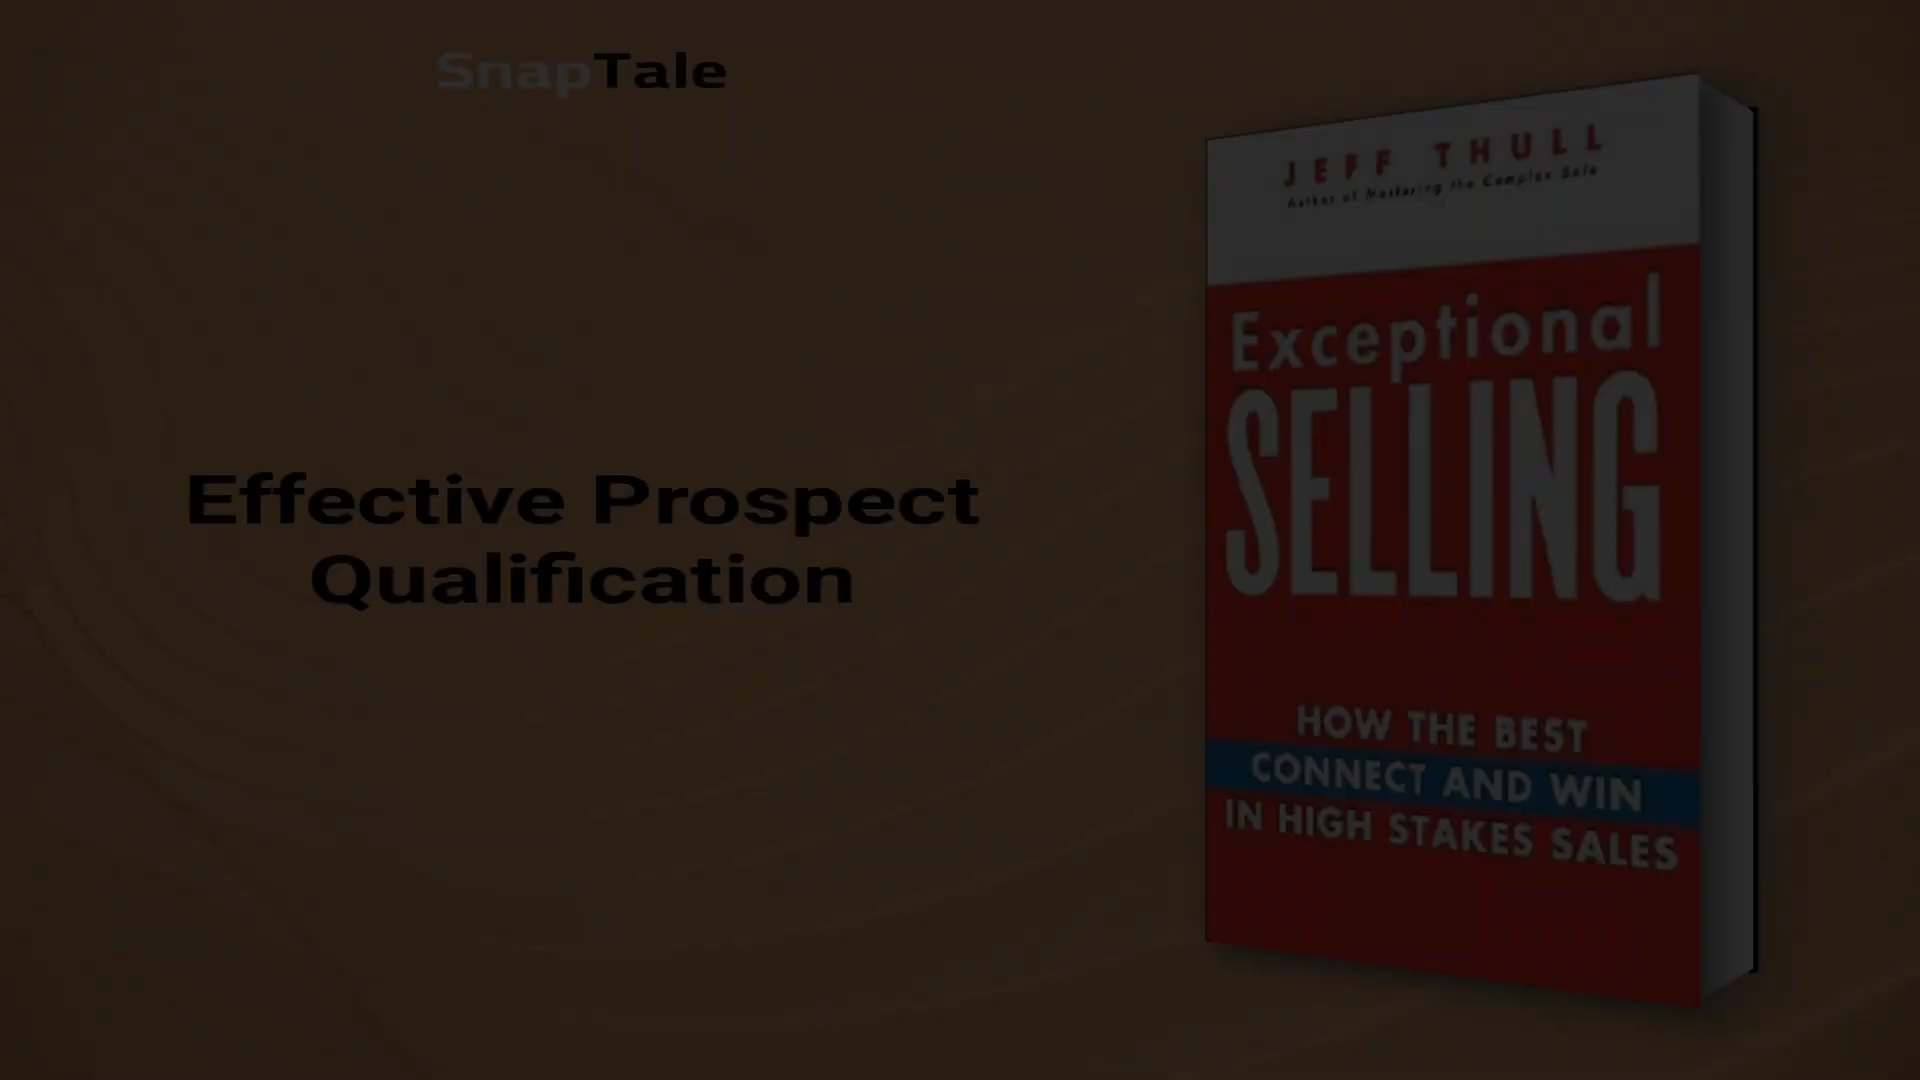 SnapTale
Effective Prospect
Qualification
JEFF THULL
Author of Mastering the Complex Sale
Exceptional
SELLING
HOW THE BEST
CONNECT AND WIN
IN HIGH STAKES SALES